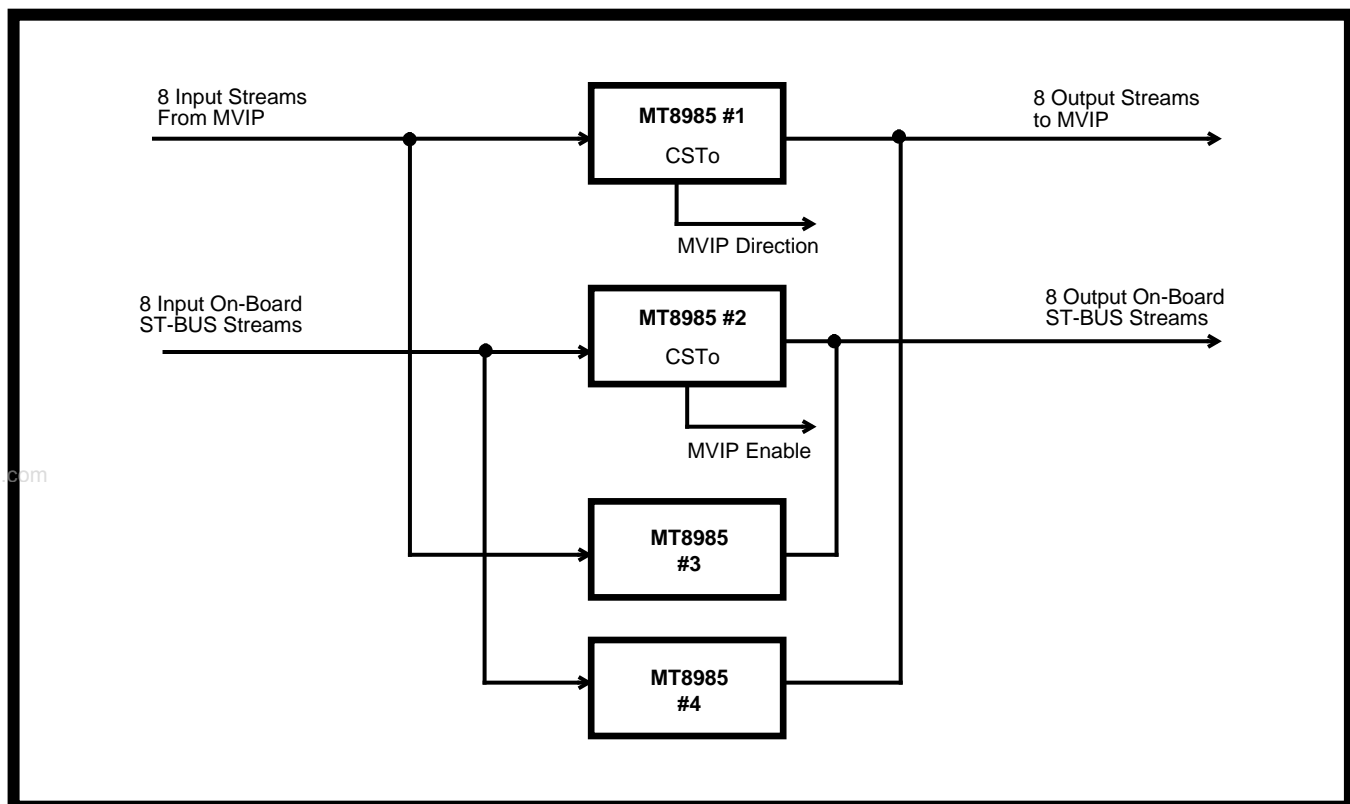 8 Input Streams
From MVIP
MT8985 #1
CSTo
8 Output Streams
to MVIP
MVIP Direction
8 Input On-Board
ST-BUS Streams
MT8985 #2
CSTo
8 Output On-Board
ST-BUS Streams
MVIP Enable
.com
MT8985
#3
MT8985
#4